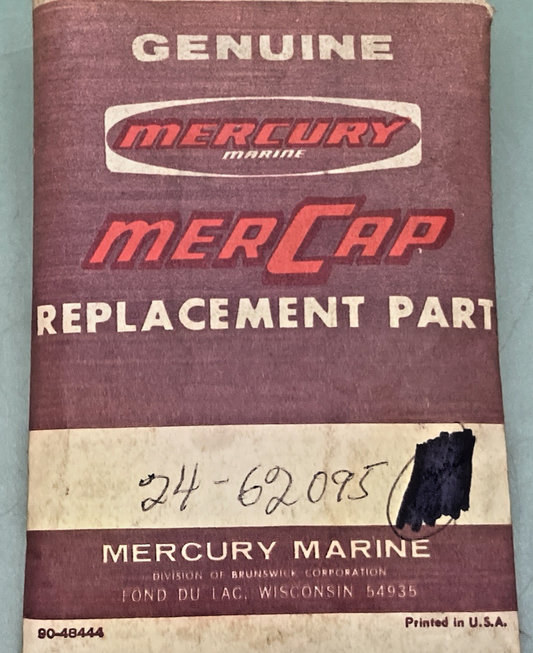 GENUINE
MERCURY
MARINE
MERCAP
REPLACEMENT PART
24-62095
MERCURY MARINE
DIVISION OF BRUNSWICK CORPORATION
FOND DU LAC, WISCONSIN 54935
90-48444
Printed in U.S.A.